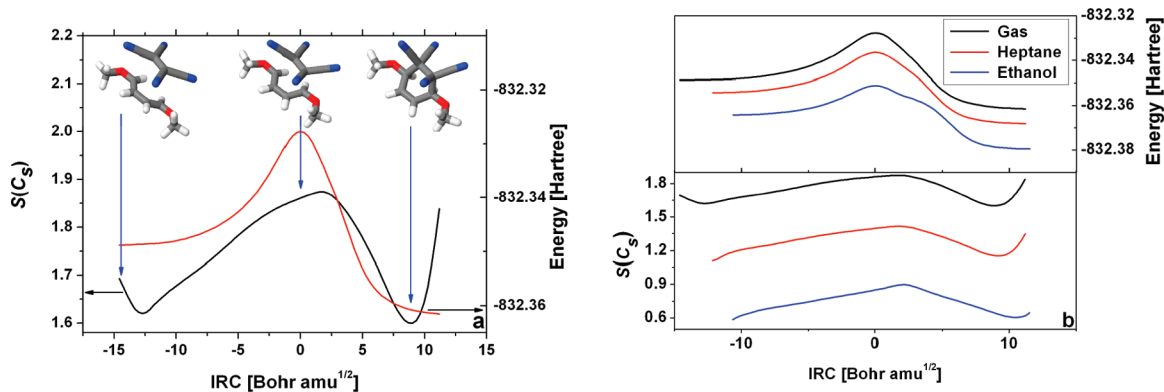 2.2
2.1
2.0
1.9
1.8
1.7
1.6
S(Cs)
-832.32
-832.34
-832.36
Energy [Hartree]
a
-15 -10 -5 0 5 10 15
IRC [Bohr amu1/2]
Gas
Heptane
Ethanol
-832.32
-832.34
-832.36
-832.38
Energy [Hartree]
1.8
1.5
1.2
0.9
0.6
S(Cs)
b
-10 0 10
IRC [Bohr amu1/2]